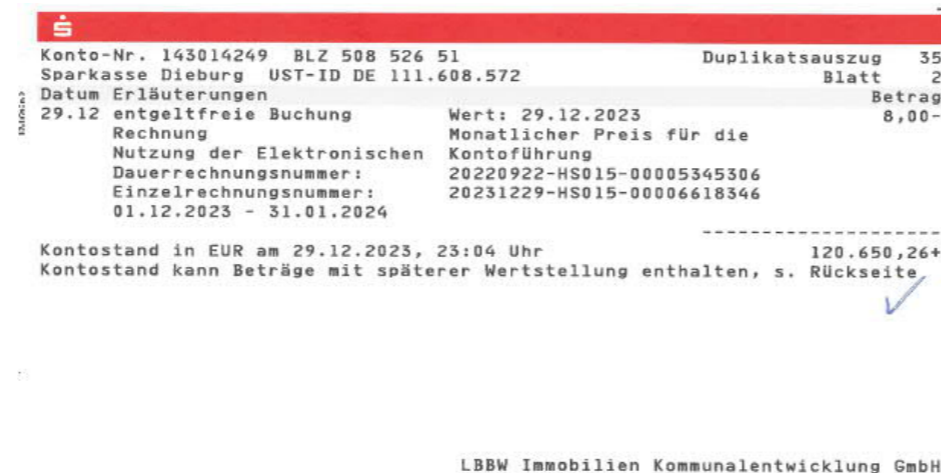 Konto-Nr. 143014249 BLZ 508 526 51 Duplikatsauszug 35
Sparkasse Dieburg UST-ID DE 111.608.572 Blatt 2
Datum Erläuterungen Betrag
29.12 entgeltfreie Buchung Wert: 29.12.2023 8,00-
Rechnung Monatlicher Preis für die
Nutzung der Elektronischen Kontoführung
Dauerrechnungsnummer: 20220922-HS015-00005345306
Einzelrechnungsnummer: 20231229-HS015-00006618346
01.12.2023 - 31.01.2024
--------------------
Kontostand in EUR am 29.12.2023, 23:04 Uhr 120.650,26+
Kontostand kann Beträge mit späterer Wertstellung enthalten, s. Rückseite
LBBW Immobilien Kommunalentwicklung GmbH